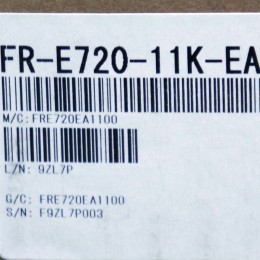 FR-E720-11K-EA
M/C:FRE720EA1100
L/N: 9ZL7P
G/C: FRE720EA1100
S/N: F9ZL7P003